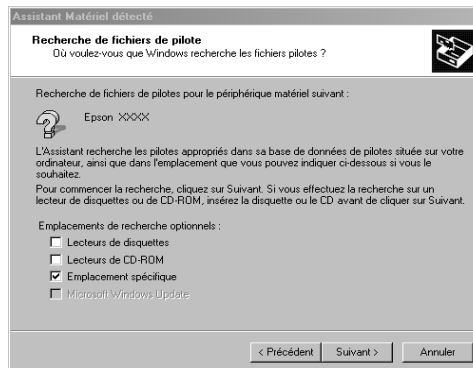 Assistant Matériel détecté
Recherche de fichiers de pilote
Où voulez-vous que Windows recherche les fichiers pilotes ?
Recherche de fichiers de pilotes pour le périphérique matériel suivant :
Epson XXXX
L'Assistant recherche les pilotes appropriés dans sa base de données de pilotes située sur votre
ordinateur, ainsi que dans l'emplacement que vous pouvez indiquer ci-dessous si vous le
souhaitez.
Pour commencer la recherche, cliquez sur Suivant. Si vous effectuez la recherche sur un
lecteur de disquettes ou de CD-ROM, insérez la disquette ou le CD avant de cliquer sur Suivant.
Emplacements de recherche optionnels :
Lecteurs de disquettes
Lecteurs de CD-ROM
Emplacement spécifique
Microsoft Windows Update
< Précédent
Suivant >
Annuler